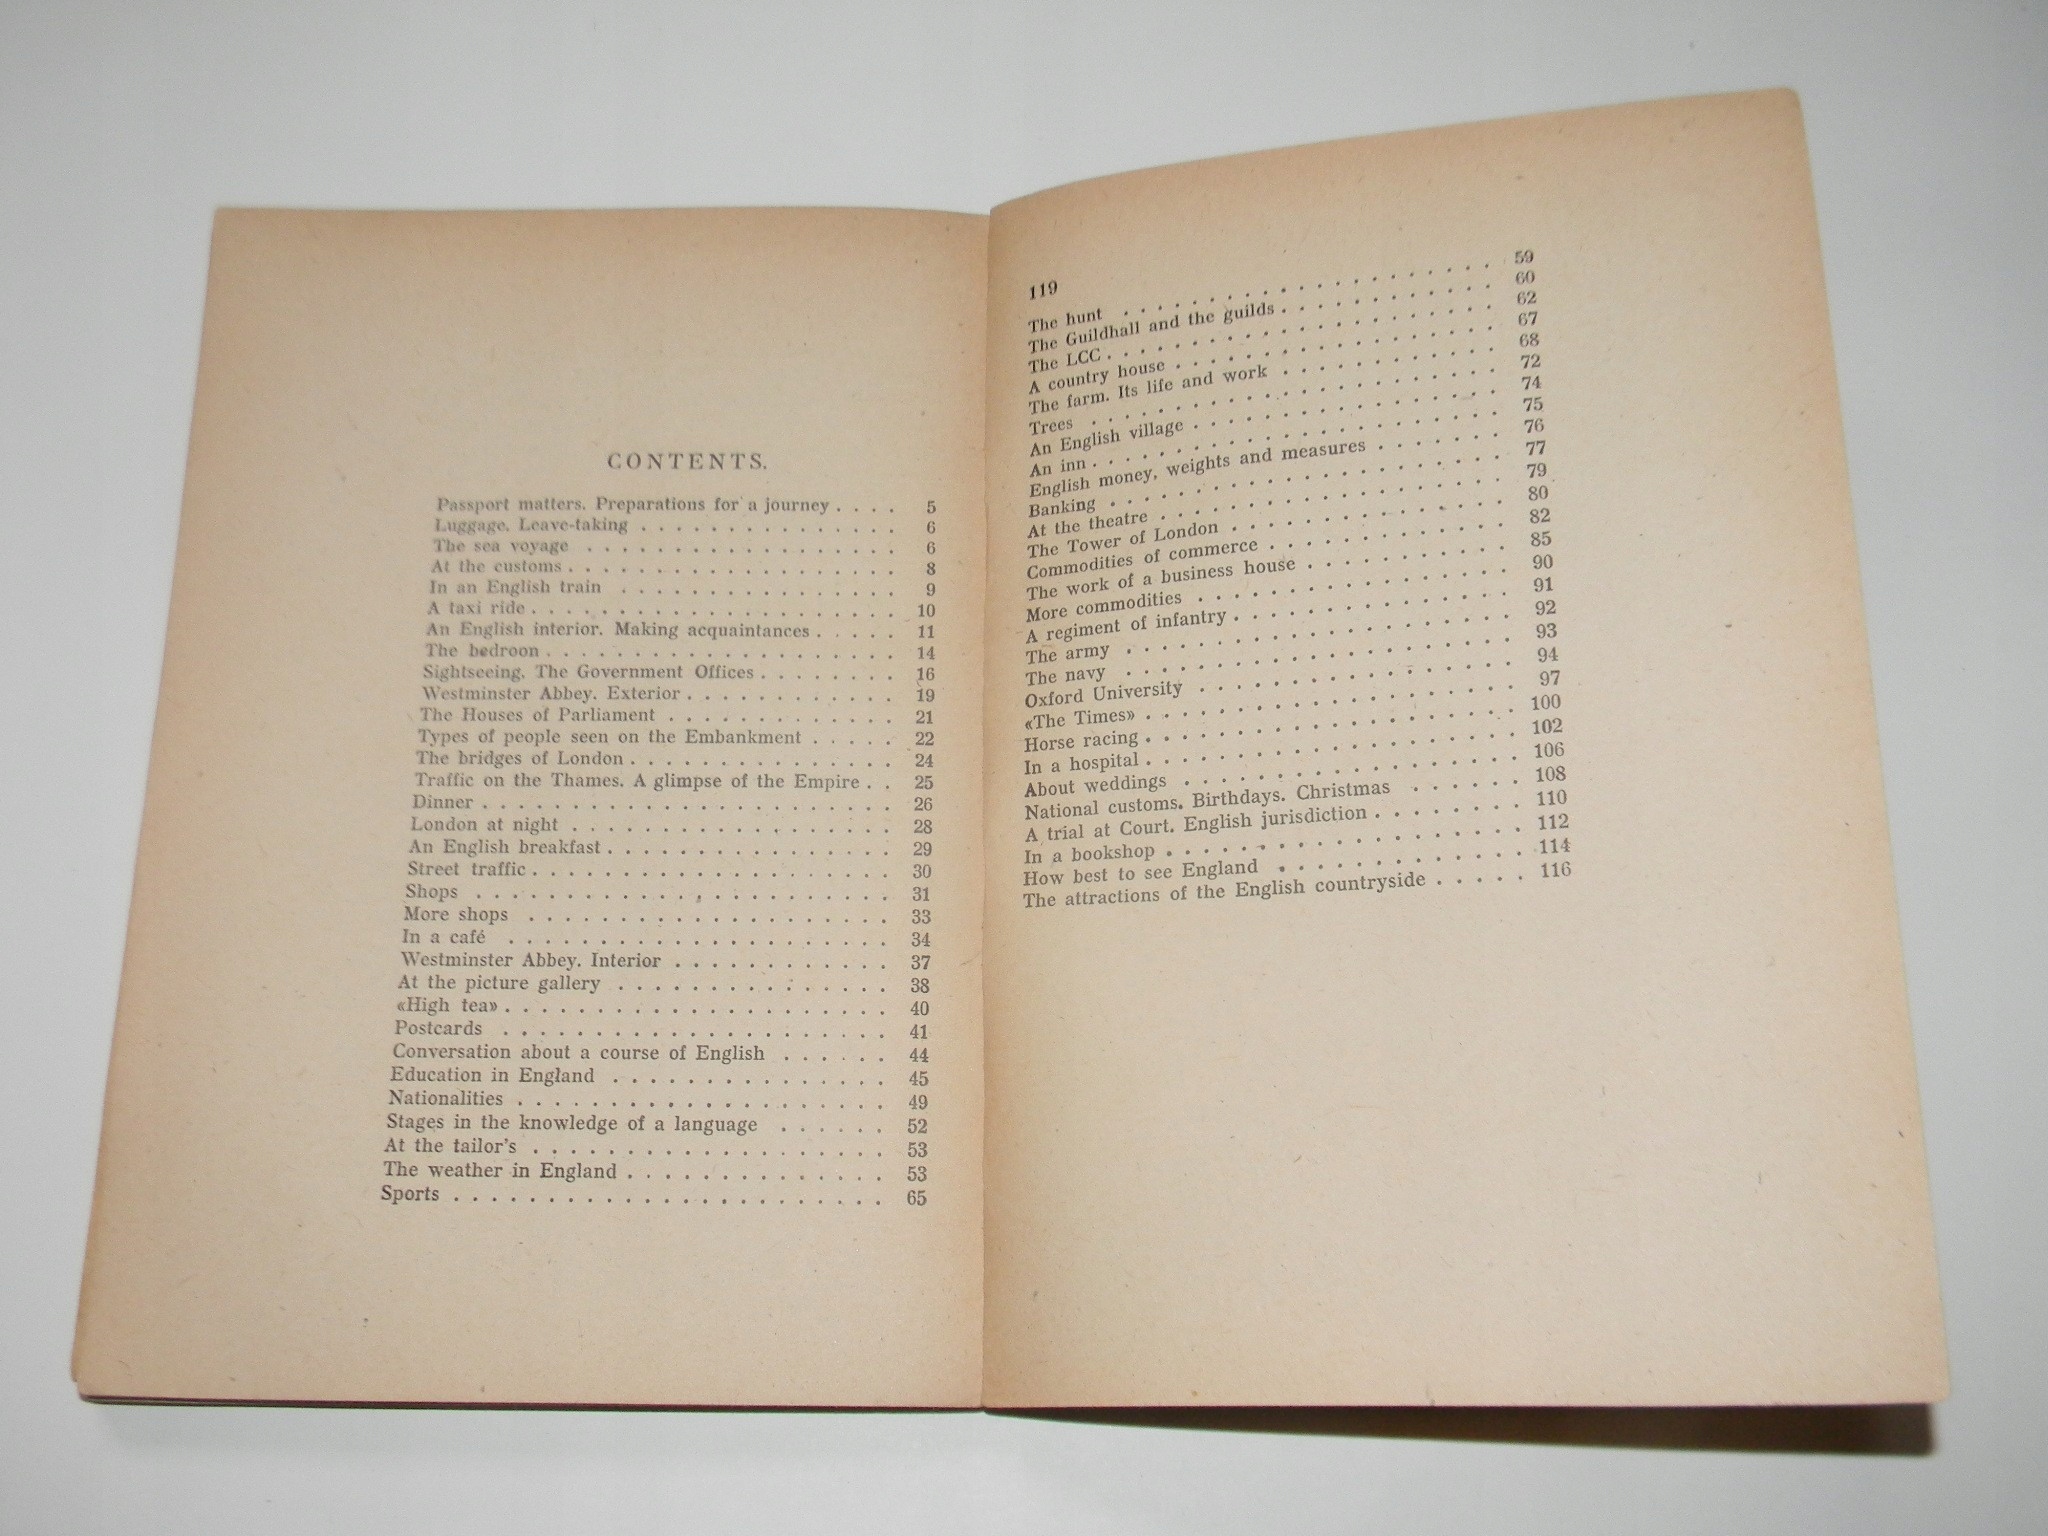 CONTENTS.
Passport matters. Preparations for a journey . . . . 5
Luggage. Leave-taking . . . . . . . . . . . . . . 6
The sea voyage . . . . . . . . . . . . . . . . . 6
At the customs . . . . . . . . . . . . . . . . . . 8
In an English train . . . . . . . . . . . . . . . 9
A taxi ride . . . . . . . . . . . . . . . . . . . . 10
An English interior. Making acquaintances . . . . . 11
The bedroon . . . . . . . . . . . . . . . . . . . 14
Sightseeing. The Government Offices . . . . . . . . 16
Westminster Abbey. Exterior . . . . . . . . . . . . 19
The Houses of Parliament . . . . . . . . . . . . . 21
Types of people seen on the Embankment . . . . . 22
The bridges of London . . . . . . . . . . . . . . . 24
Traffic on the Thames. A glimpse of the Empire . . 25
Dinner . . . . . . . . . . . . . . . . . . . . . . 26
London at night . . . . . . . . . . . . . . . . . 28
An English breakfast . . . . . . . . . . . . . . . . 29
Street traffic . . . . . . . . . . . . . . . . . . . . 30
Shops . . . . . . . . . . . . . . . . . . . . . . 31
More shops . . . . . . . . . . . . . . . . . . . 33
In a café . . . . . . . . . . . . . . . . . . . . 34
Westminster Abbey. Interior . . . . . . . . . . . . 37
At the picture gallery . . . . . . . . . . . . . . . 38
«High tea» . . . . . . . . . . . . . . . . . . . . . 40
Postcards . . . . . . . . . . . . . . . . . . . . . 41
Conversation about a course of English . . . . . . 44
Education in England . . . . . . . . . . . . . . . 45
Nationalities . . . . . . . . . . . . . . . . . . . . 49
Stages in the knowledge of a language . . . . . . 52
At the tailor's . . . . . . . . . . . . . . . . . . . 53
The weather in England . . . . . . . . . . . . . . 53
Sports . . . . . . . . . . . . . . . . . . . . . . . 65
119
The hunt . . . . . . . . . . . . . . . . . . . 59
The Guildhall and the guilds . . . . . . . . . . . 60
The LCC . . . . . . . . . . . . . . . . . . . . 62
A country house . . . . . . . . . . . . . . . . 67
The farm. Its life and work . . . . . . . . . . . 68
Trees . . . . . . . . . . . . . . . . . . . . . 72
An English village . . . . . . . . . . . . . . . . 74
An inn . . . . . . . . . . . . . . . . . . . . . 75
English money, weights and measures . . . . . . . 76
Banking . . . . . . . . . . . . . . . . . . . . 77
At the theatre . . . . . . . . . . . . . . . . . . 79
The Tower of London . . . . . . . . . . . . . . 80
Commodities of commerce . . . . . . . . . . . . 82
The work of a business house . . . . . . . . . . 85
More commodities . . . . . . . . . . . . . . . . 90
A regiment of infantry . . . . . . . . . . . . . . 91
The army . . . . . . . . . . . . . . . . . . . . 92
The navy . . . . . . . . . . . . . . . . . . . . 93
Oxford University . . . . . . . . . . . . . . . . 94
«The Times» . . . . . . . . . . . . . . . . . . . 97
Horse racing . . . . . . . . . . . . . . . . . . . 100
In a hospital . . . . . . . . . . . . . . . . . . . 102
About weddings . . . . . . . . . . . . . . . . . 106
National customs. Birthdays. Christmas . . . . . . 108
A trial at Court. English jurisdiction . . . . . . . 110
In a bookshop . . . . . . . . . . . . . . . . . . 112
How best to see England . . . . . . . . . . . . 114
The attractions of the English countryside . . . . . 116